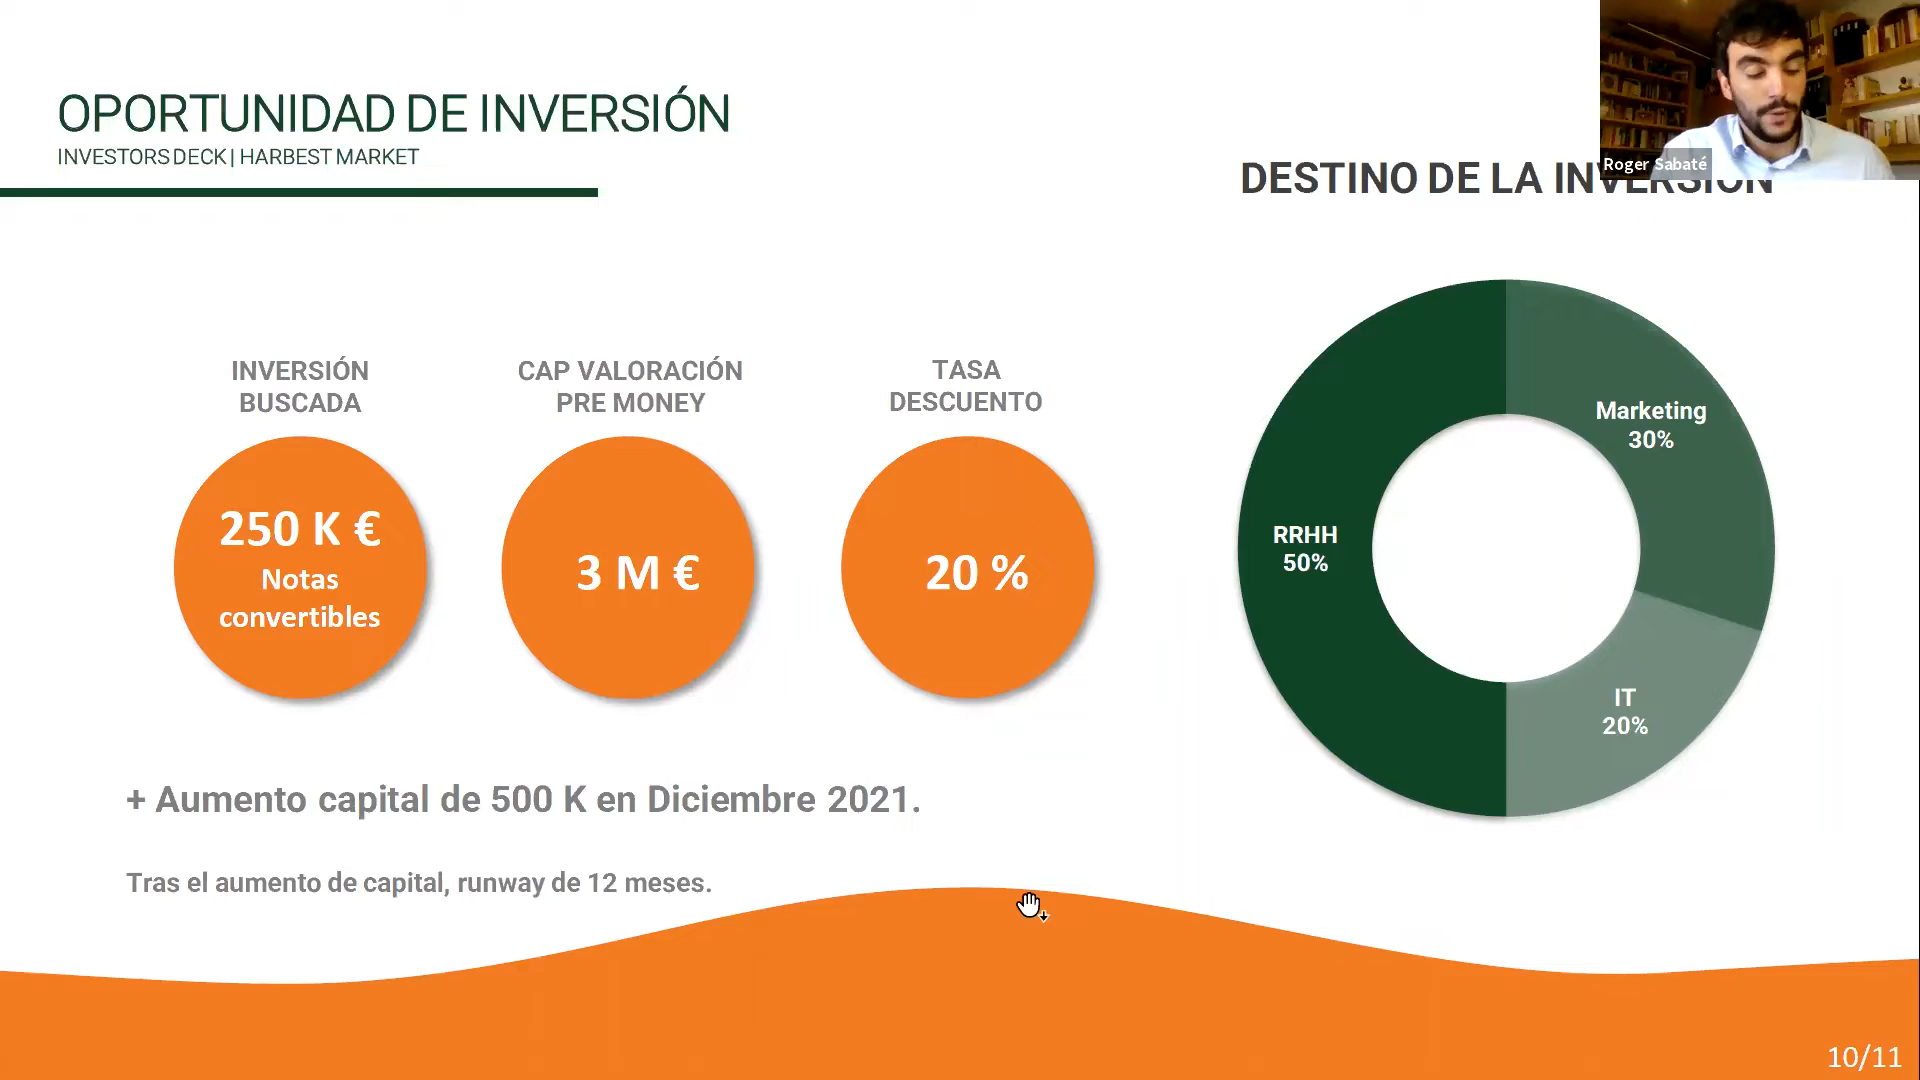 OPORTUNIDAD DE INVERSIÓN
INVESTORS DECK | HARBEST MARKET
Roger Sabaté
DESTINO DE LA INVERSIÓN
INVERSIÓN
BUSCADA
250 K €
Notas
convertibles
CAP VALORACIÓN
PRE MONEY
3 M €
TASA
DESCUENTO
20 %
Marketing
30%
RRHH
50%
IT
20%
+ Aumento capital de 500 K en Diciembre 2021.
Tras el aumento de capital, runway de 12 meses.
10/11